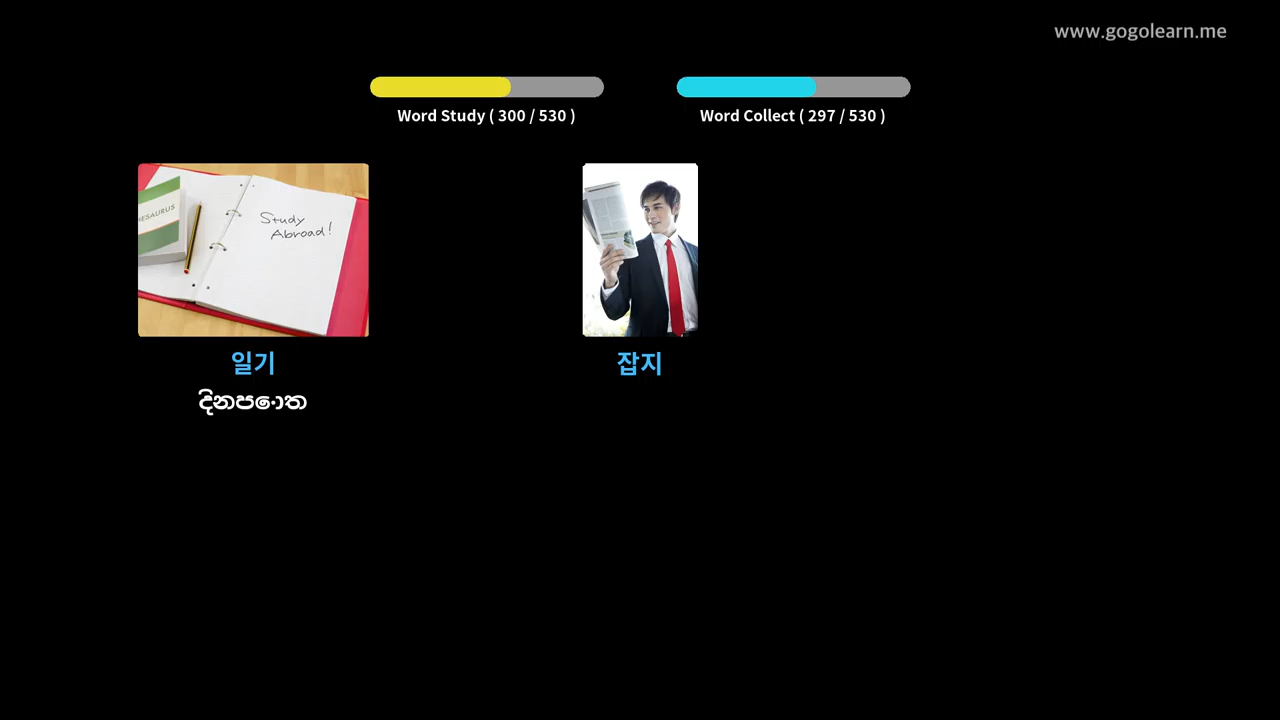 www.gogolearn.me
Word Study ( 300 / 530 )
Word Collect ( 297 / 530 )
Study
Abroad!
일기
잡지
දිනපොත